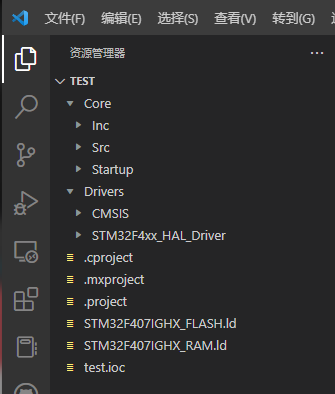 文件(F) 编辑(E) 选择(S) 查看(V) 转到(G)
资源管理器 ···
TEST
Core
Inc
Src
Startup
Drivers
CMSIS
STM32F4xx_HAL_Driver
.cproject
.mxproject
.project
STM32F407IGHX_FLASH.ld
STM32F407IGHX_RAM.ld
test.ioc